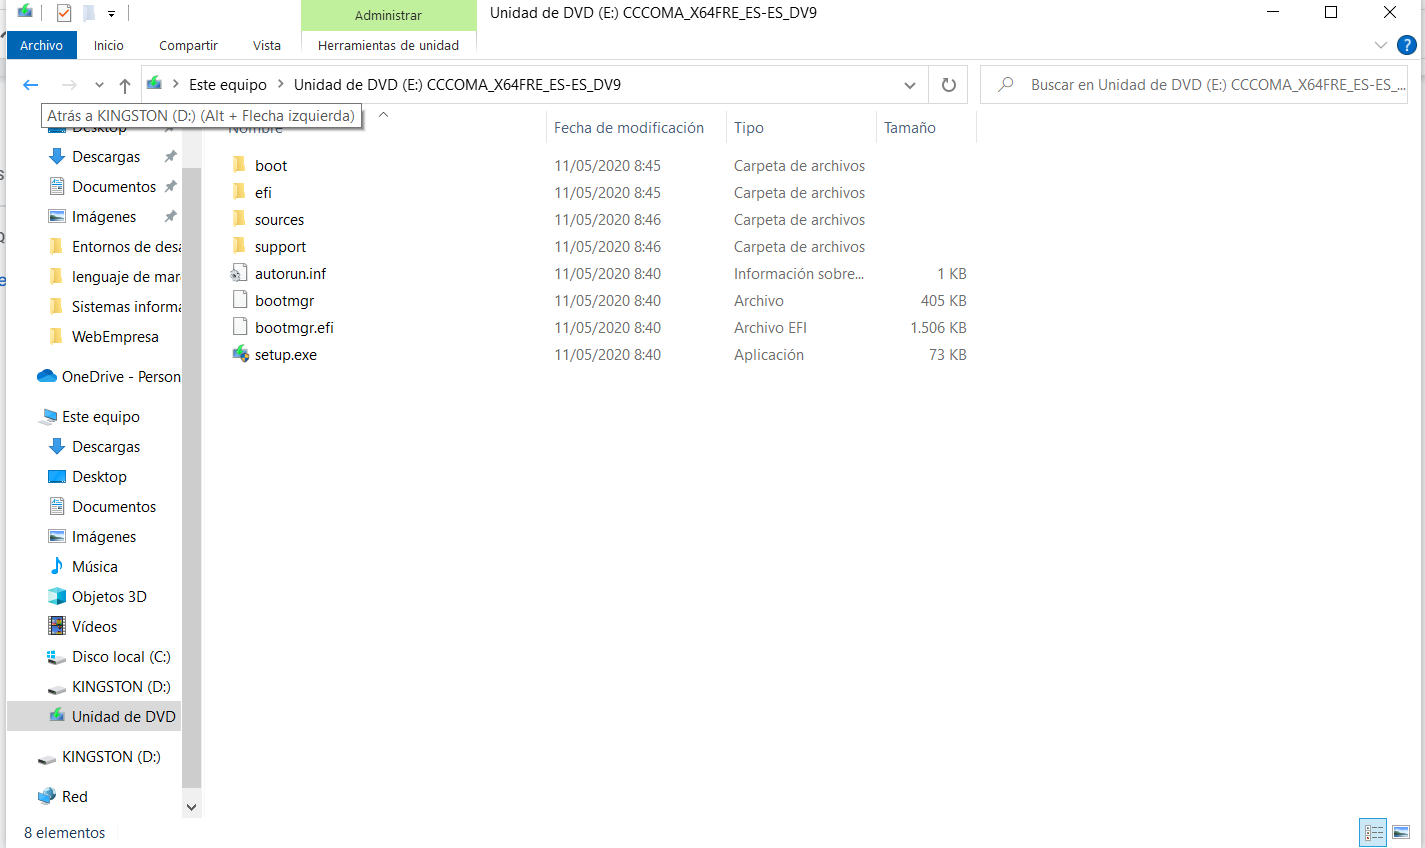 Administrar
Unidad de DVD (E:) CCCOMA_X64FRE_ES-ES_DV9
Archivo
Inicio
Compartir
Vista
Herramientas de unidad
?
Este equipo
Unidad de DVD (E:) CCCOMA_X64FRE_ES-ES_DV9
Buscar en Unidad de DVD (E:) CCCOMA_X64FRE_ES-ES_...
Atrás a KINGSTON (D:) (Alt + Flecha izquierda)
Nombre
Fecha de modificación
Tipo
Tamaño
Desktop
Descargas
Documentos
Imágenes
Entornos de desa
lenguaje de mar
Sistemas informa
WebEmpresa
OneDrive - Person
Este equipo
Descargas
Desktop
Documentos
Imágenes
Música
Objetos 3D
Vídeos
Disco local (C:)
KINGSTON (D:)
Unidad de DVD
KINGSTON (D:)
Red
boot 11/05/2020 8:45 Carpeta de archivos
efi 11/05/2020 8:45 Carpeta de archivos
sources 11/05/2020 8:46 Carpeta de archivos
support 11/05/2020 8:46 Carpeta de archivos
autorun.inf 11/05/2020 8:40 Información sobre... 1 KB
bootmgr 11/05/2020 8:40 Archivo 405 KB
bootmgr.efi 11/05/2020 8:40 Archivo EFI 1.506 KB
setup.exe 11/05/2020 8:40 Aplicación 73 KB
8 elementos